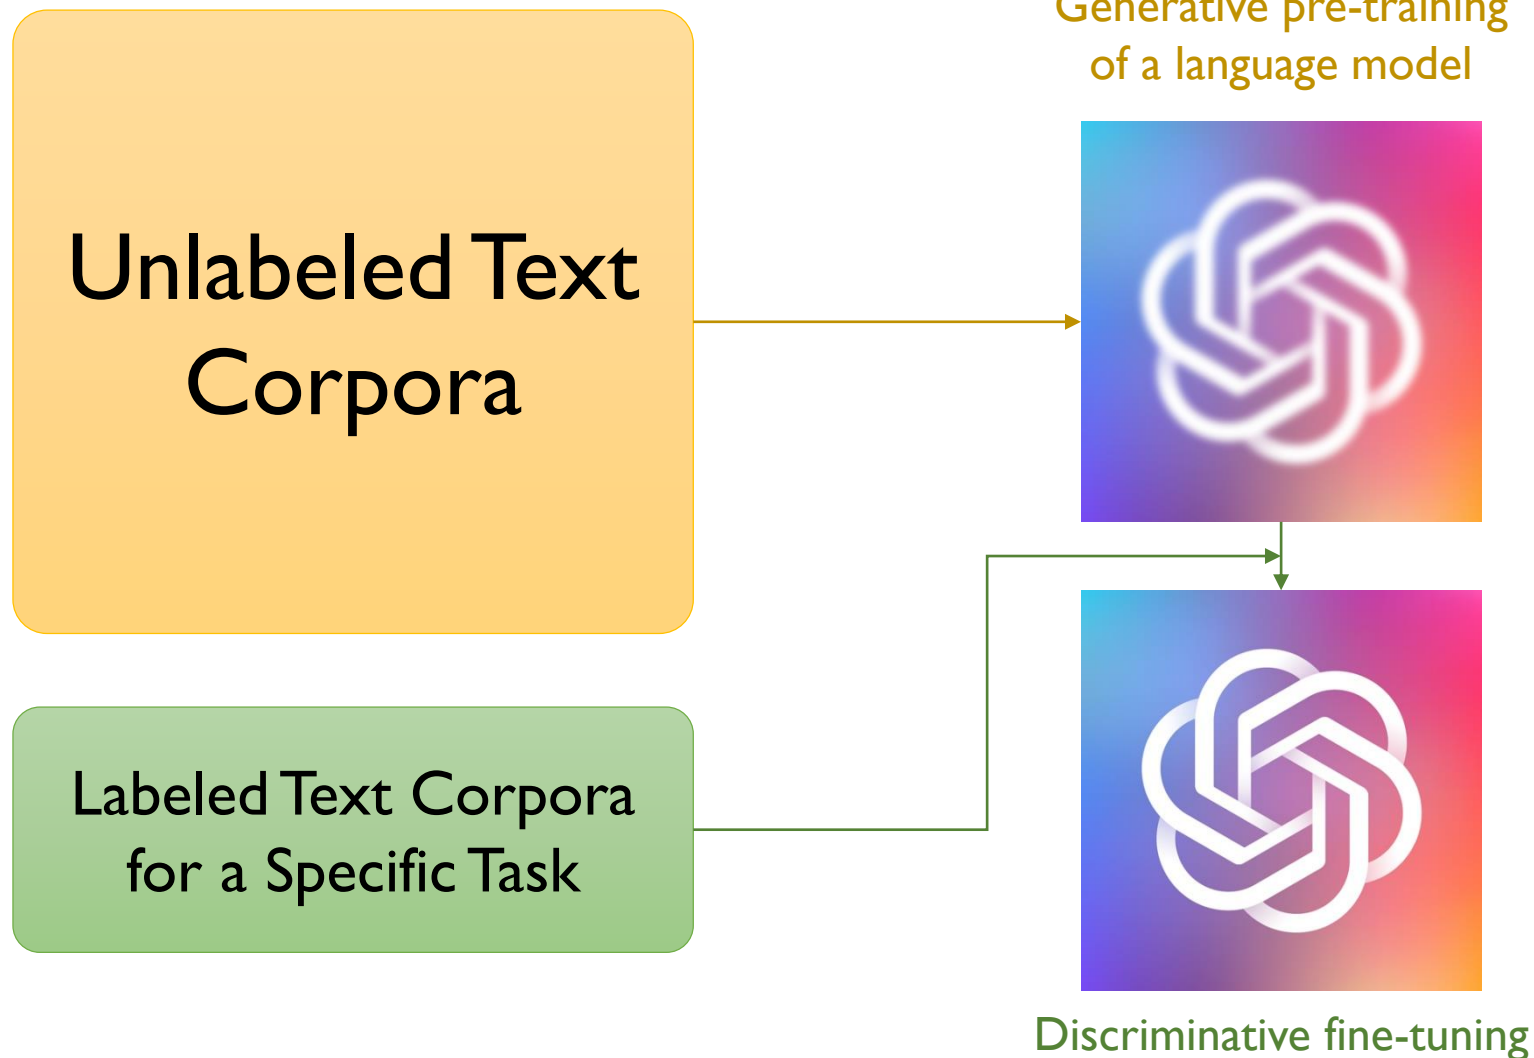 Generative pre-training
of a language model
Unlabeled Text
Corpora
Labeled Text Corpora
for a Specific Task
Discriminative fine-tuning